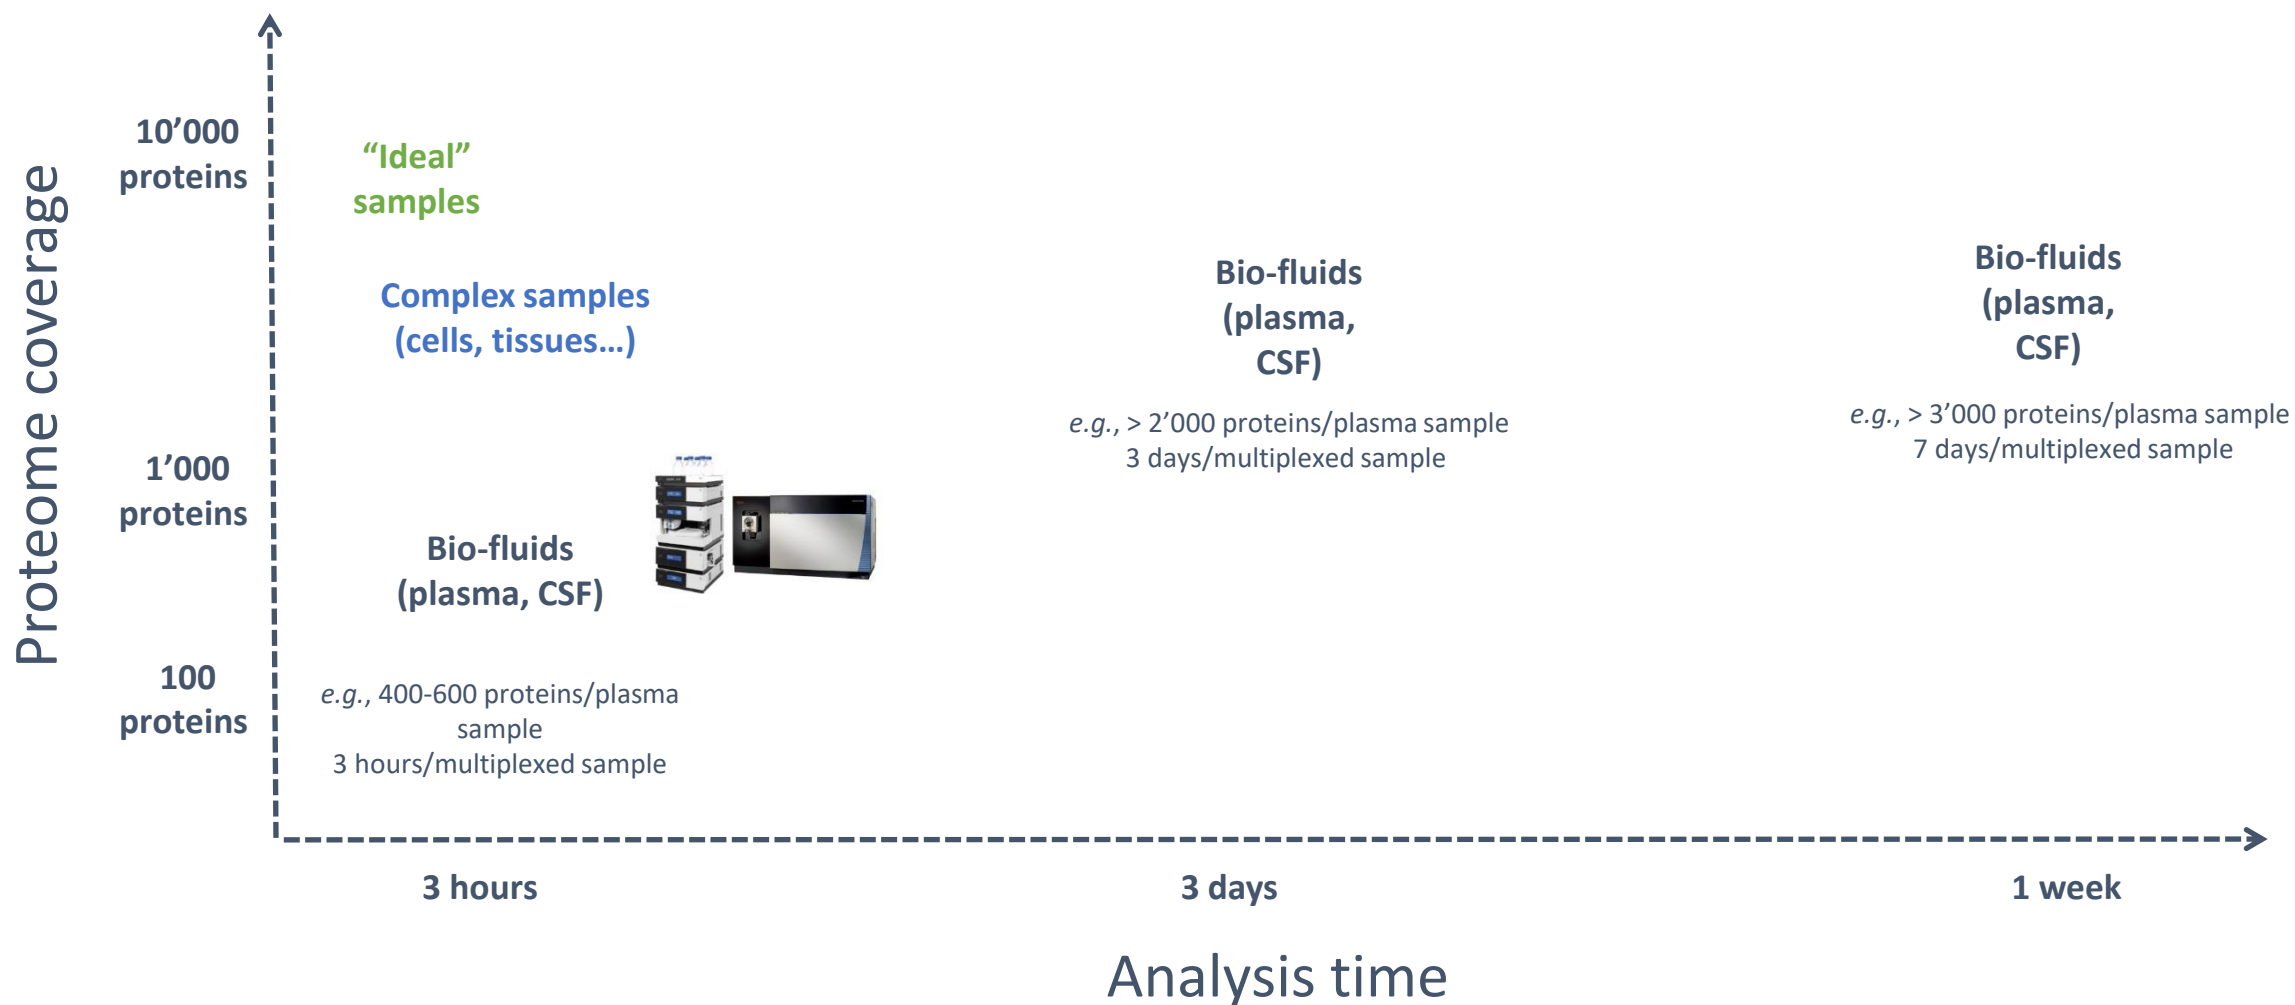 Proteome coverage
10’000
proteins
1’000
proteins
100
proteins
“Ideal”
samples
Complex samples
(cells, tissues…)
Bio-fluids
(plasma, CSF)
e.g., 400-600 proteins/plasma
sample
3 hours/multiplexed sample
Bio-fluids
(plasma,
CSF)
e.g., > 2’000 proteins/plasma sample
3 days/multiplexed sample
Bio-fluids
(plasma,
CSF)
e.g., > 3’000 proteins/plasma sample
7 days/multiplexed sample
3 hours
3 days
1 week
Analysis time